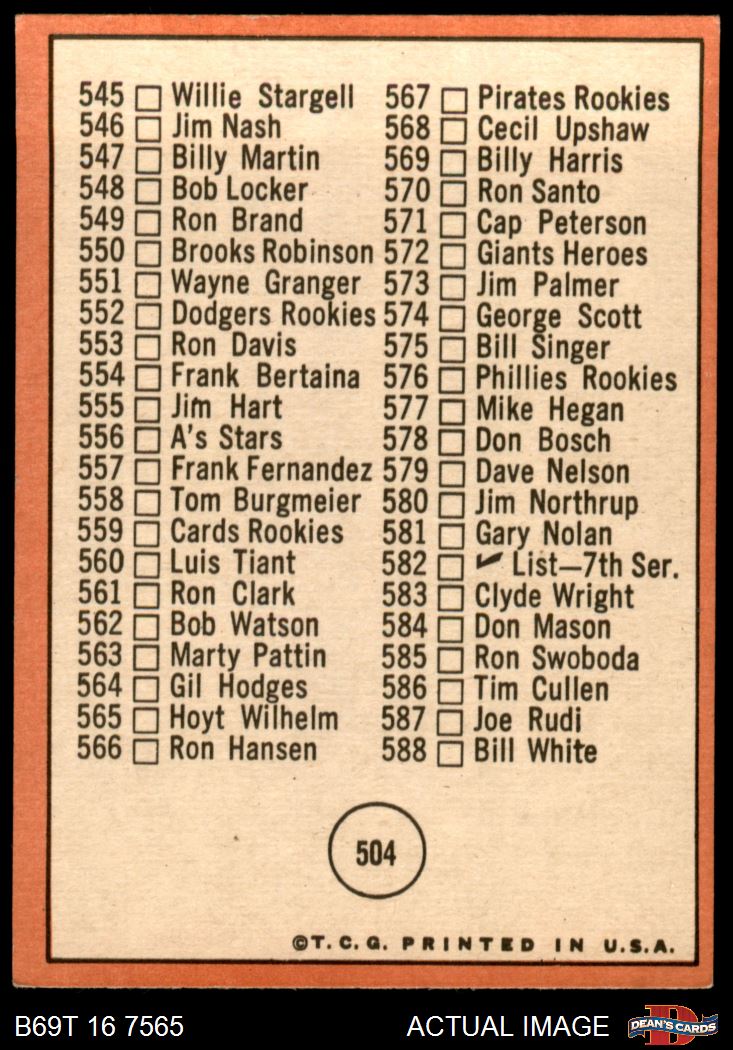 545 Willie Stargell
546 Jim Nash
547 Billy Martin
548 Bob Locker
549 Ron Brand
550 Brooks Robinson
551 Wayne Granger
552 Dodgers Rookies
553 Ron Davis
554 Frank Bertaina
555 Jim Hart
556 A's Stars
557 Frank Fernandez
558 Tom Burgmeier
559 Cards Rookies
560 Luis Tiant
561 Ron Clark
562 Bob Watson
563 Marty Pattin
564 Gil Hodges
565 Hoyt Wilhelm
566 Ron Hansen
567 Pirates Rookies
568 Cecil Upshaw
569 Billy Harris
570 Ron Santo
571 Cap Peterson
572 Giants Heroes
573 Jim Palmer
574 George Scott
575 Bill Singer
576 Phillies Rookies
577 Mike Hegan
578 Don Bosch
579 Dave Nelson
580 Jim Northrup
581 Gary Nolan
582 ✓ List—7th Ser.
583 Clyde Wright
584 Don Mason
585 Ron Swoboda
586 Tim Cullen
587 Joe Rudi
588 Bill White
504
©T. C. G. PRINTED IN U.S.A.
B69T 16 7565
ACTUAL IMAGE
D
DEAN'S CARDS